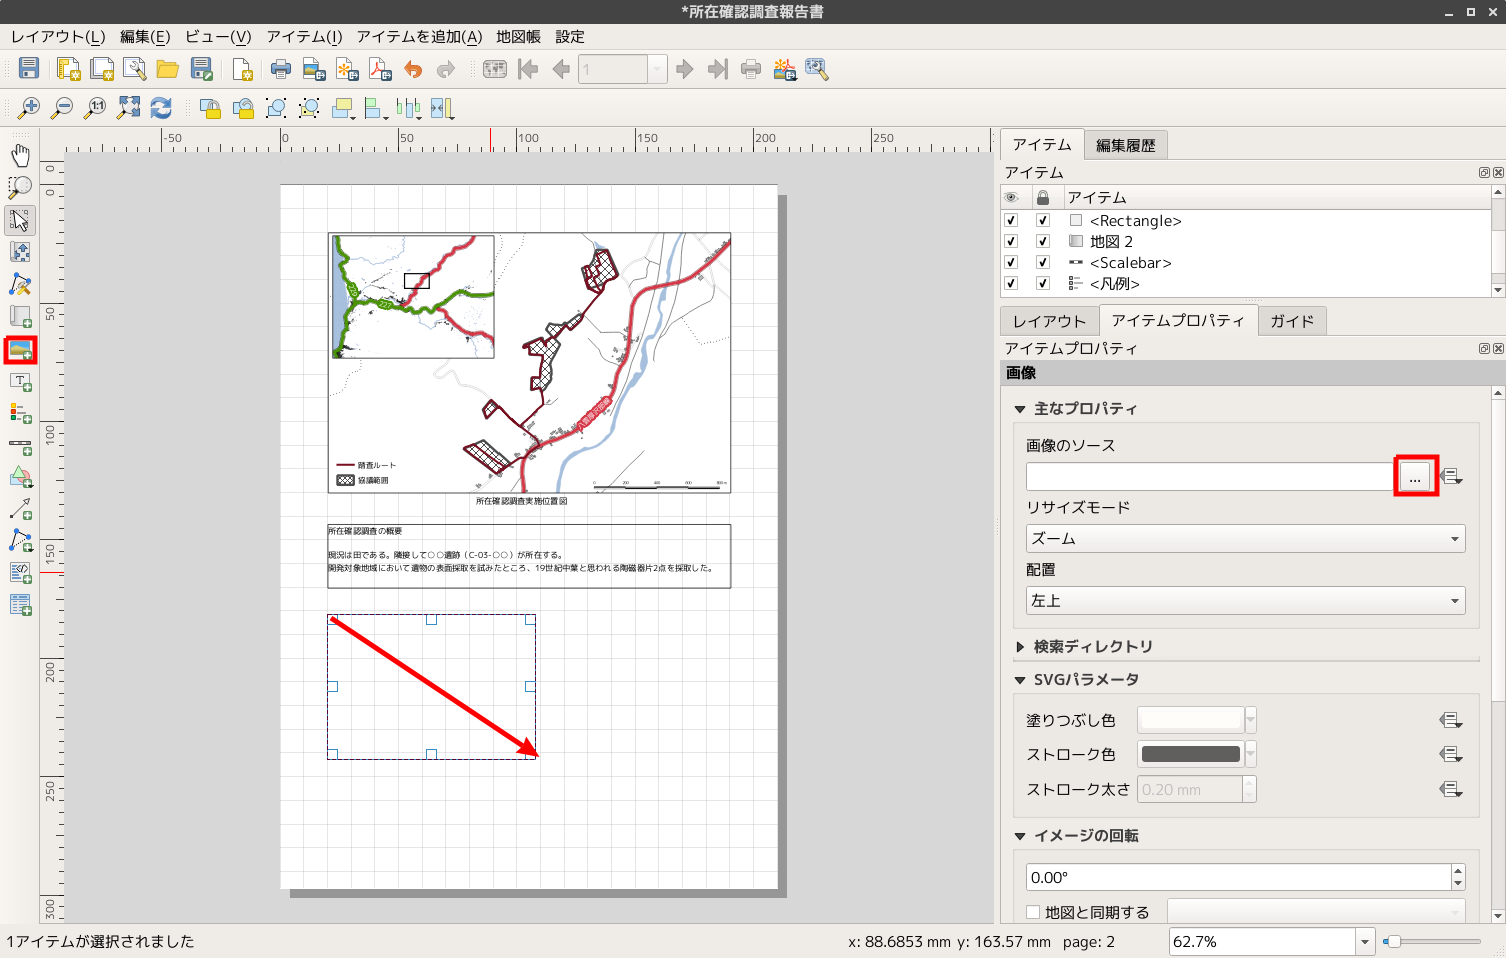 *所在確認調査報告書
レイアウト(L) 編集(E) ビュー(V) アイテム(I) アイテムを追加(A) 地図帳 設定
1
1:1
-50 0 50 100 150 200 250
0
0
50
100
150
200
250
300
踏査ルート
協議範囲
0 200 400 600 800 m
所在確認調査実施位置図
所在確認調査の概要
現況は田である。隣接して○○遺跡（C-03-○○）が所在する。
開発対象地域において遺物の表面採取を試みたところ、19世紀中葉と思われる陶磁器片2点を採取した。
アイテム 編集履歴
アイテム
アイテム
<Rectangle>
地図 2
<Scalebar>
<凡例>
レイアウト アイテムプロパティ ガイド
アイテムプロパティ
画像
主なプロパティ
画像のソース
...
リサイズモード
ズーム
配置
左上
検索ディレクトリ
SVGパラメータ
塗りつぶし色
ストローク色
ストローク太さ 0.20 mm
イメージの回転
0.00°
地図と同期する
1アイテムが選択されました
x: 88.6853 mm y: 163.57 mm page: 2
62.7%